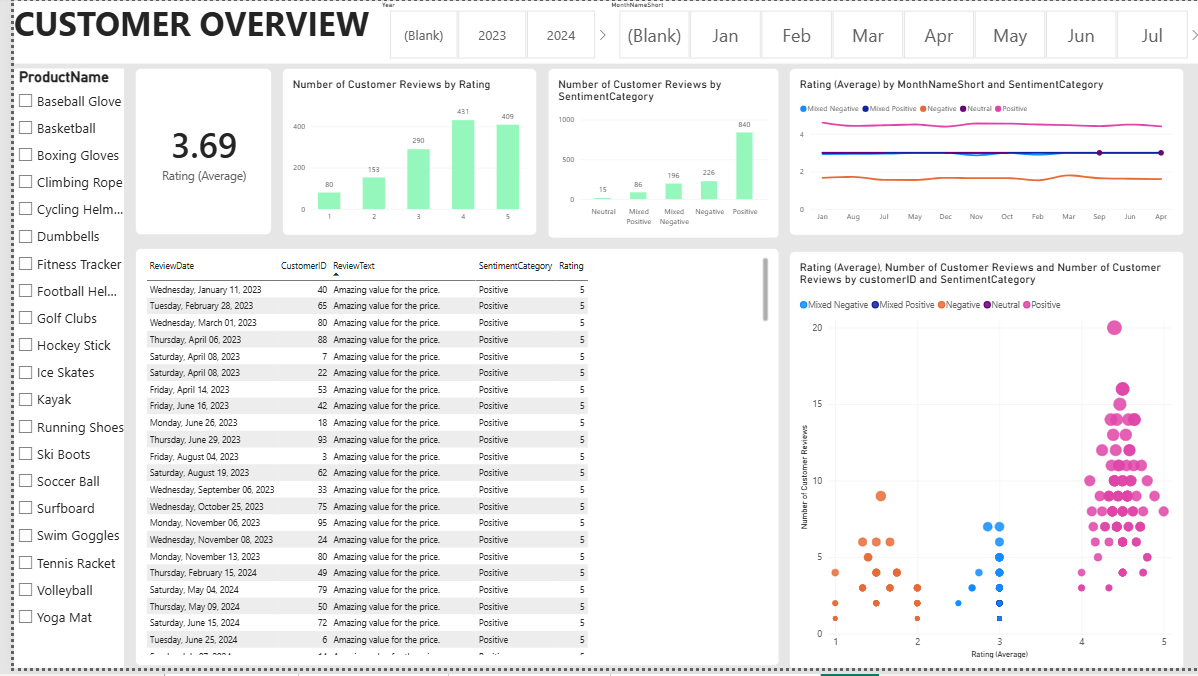 Year
MonthNameShort
CUSTOMER OVERVIEW
(Blank) 2023 2024
(Blank) Jan Feb Mar Apr May Jun Jul
ProductName
Baseball Glove
Basketball
Boxing Gloves
Climbing Rope
Cycling Helm...
Dumbbells
Fitness Tracker
Football Hel...
Golf Clubs
Hockey Stick
Ice Skates
Kayak
Running Shoes
Ski Boots
Soccer Ball
Surfboard
Swim Goggles
Tennis Racket
Volleyball
Yoga Mat
3.69
Rating (Average)
Number of Customer Reviews by Rating
400
200
0
80 153 290 431 409
1 2 3 4 5
Number of Customer Reviews by
SentimentCategory
1000
500
0
15 86 196 226 840
Neutral Mixed Positive Mixed Negative Negative Positive
Rating (Average) by MonthNameShort and SentimentCategory
Mixed Negative Mixed Positive Negative Neutral Positive
4
2
0
Jan Aug Jul May Dec Nov Oct Feb Mar Sep Jun Apr
ReviewDate CustomerID ReviewText SentimentCategory Rating
Wednesday, January 11, 2023 40 Amazing value for the price. Positive 5
Tuesday, February 28, 2023 65 Amazing value for the price. Positive 5
Wednesday, March 01, 2023 80 Amazing value for the price. Positive 5
Thursday, April 06, 2023 88 Amazing value for the price. Positive 5
Saturday, April 08, 2023 7 Amazing value for the price. Positive 5
Saturday, April 08, 2023 22 Amazing value for the price. Positive 5
Friday, April 14, 2023 53 Amazing value for the price. Positive 5
Friday, June 16, 2023 42 Amazing value for the price. Positive 5
Monday, June 26, 2023 18 Amazing value for the price. Positive 5
Thursday, June 29, 2023 93 Amazing value for the price. Positive 5
Friday, August 04, 2023 3 Amazing value for the price. Positive 5
Saturday, August 19, 2023 62 Amazing value for the price. Positive 5
Wednesday, September 06, 2023 33 Amazing value for the price. Positive 5
Wednesday, October 25, 2023 75 Amazing value for the price. Positive 5
Monday, November 06, 2023 95 Amazing value for the price. Positive 5
Wednesday, November 08, 2023 24 Amazing value for the price. Positive 5
Monday, November 13, 2023 80 Amazing value for the price. Positive 5
Thursday, February 15, 2024 49 Amazing value for the price. Positive 5
Saturday, May 04, 2024 79 Amazing value for the price. Positive 5
Thursday, May 09, 2024 50 Amazing value for the price. Positive 5
Saturday, June 15, 2024 72 Amazing value for the price. Positive 5
Tuesday, June 25, 2024 6 Amazing value for the price. Positive 5
Rating (Average), Number of Customer Reviews and Number of Customer
Reviews by customerID and SentimentCategory
Mixed Negative Mixed Positive Negative Neutral Positive
Number of Customer Reviews
20
15
10
5
0
1 2 3 4 5
Rating (Average)